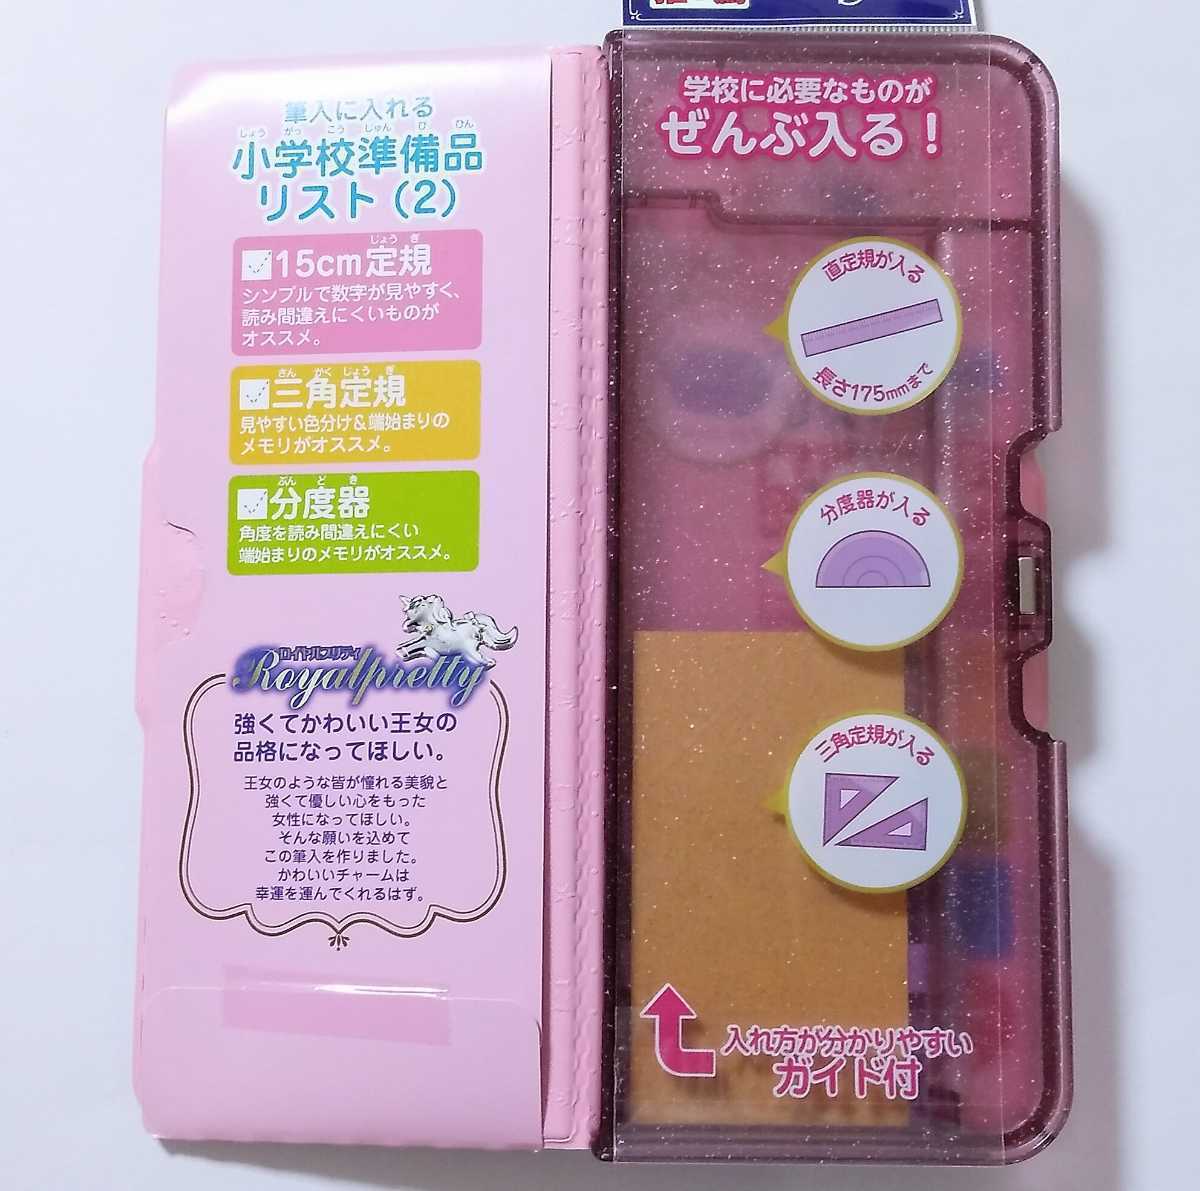 筆入に入れる
しょうがっこうじゅんびひん
小学校準備品
リスト(2)
じょうぎ
15cm定規
シンプルで数字が見やすく、
読み間違えにくいものが
オススメ。
さんかくじょうぎ
三角定規
見やすい色分け&端始まりの
メモリがオススメ。
ぶんどき
分度器
角度を読み間違えにくい
端始まりのメモリがオススメ。
ロイヤルプリティ
Royalpretty
強くてかわいい王女の
品格になってほしい。
王女のような皆が憧れる美貌と
強くて優しい心をもった
女性になってほしい。
そんな願いを込めて
この筆入を作りました。
かわいいチャームは
幸運を運んでくれるはず。
学校に必要なものが
ぜんぶ入る!
直定規が入る
長さ175mmまで
分度器が入る
三角定規が入る
入れ方が分かりやすい
ガイド付